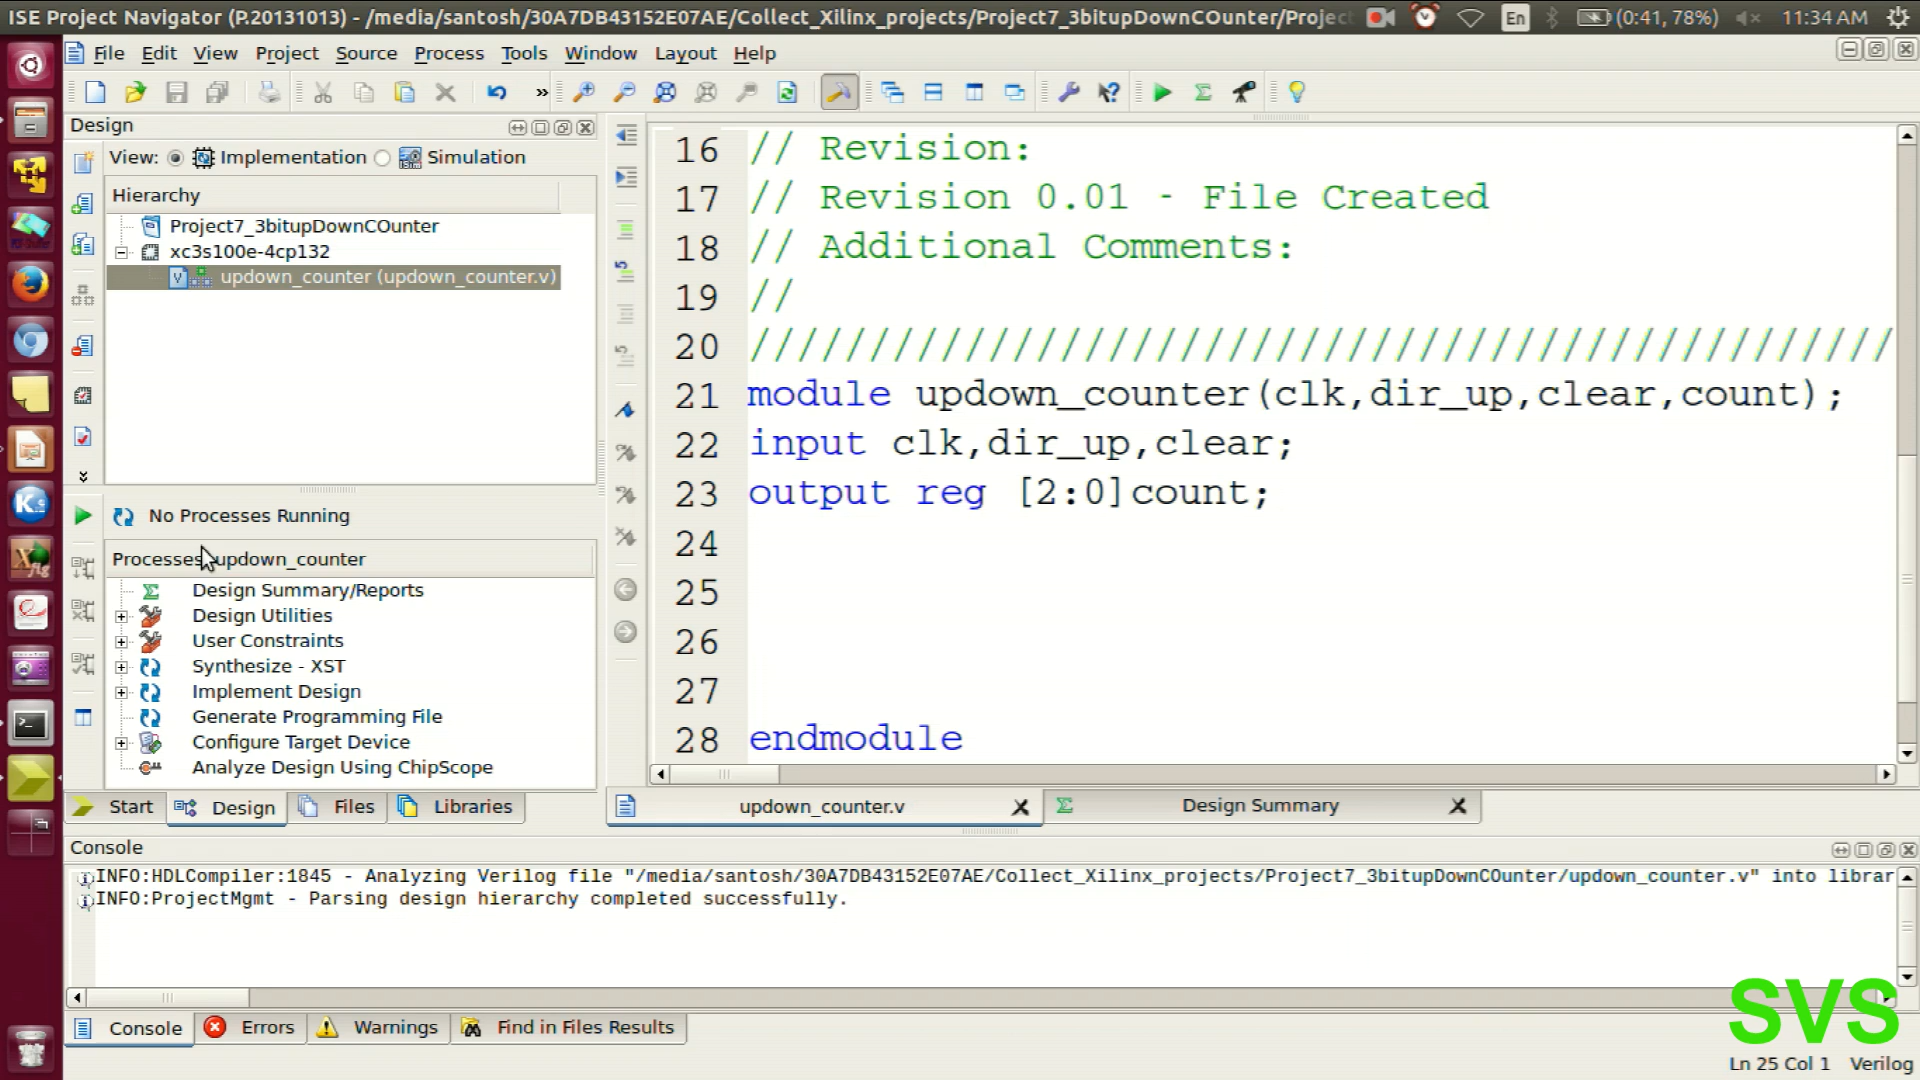 ISE Project Navigator (P.20131013) - /media/santosh/30A7DB43152E07AE/Collect_Xilinx_projects/Project7_3bitupDownCOunter/Project
En (0:41, 78%) 11:34 AM
File Edit View Project Source Process Tools Window Layout Help
Design
View: Implementation Simulation
Hierarchy
Project7_3bitupDownCOunter
xc3s100e-4cp132
updown_counter (updown_counter.v)
No Processes Running
Processes: updown_counter
Design Summary/Reports
Design Utilities
User Constraints
Synthesize - XST
Implement Design
Generate Programming File
Configure Target Device
Analyze Design Using ChipScope
Start Design Files Libraries
16 // Revision:
17 // Revision 0.01 - File Created
18 // Additional Comments:
19 //
20 ////////////////////////////////////////////////
21 module updown_counter(clk,dir_up,clear,count);
22 input clk,dir_up,clear;
23 output reg [2:0]count;
24
25
26
27
28 endmodule
updown_counter.v Design Summary
Console
INFO:HDLCompiler:1845 - Analyzing Verilog file "/media/santosh/30A7DB43152E07AE/Collect_Xilinx_projects/Project7_3bitupDownCOunter/updown_counter.v" into librar
INFO:ProjectMgmt - Parsing design hierarchy completed successfully.
Console Errors Warnings Find in Files Results
SVS
Ln 25 Col 1 Verilog